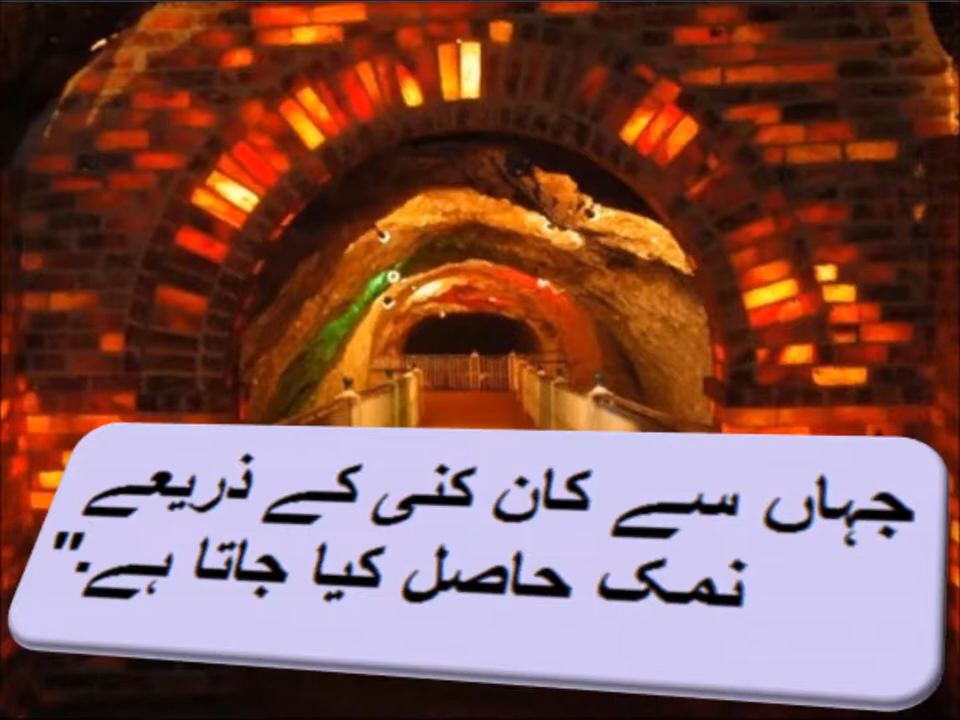 جہاں سے کان کنی کے ذریعے
نمک حاصل کیا جاتا ہے."